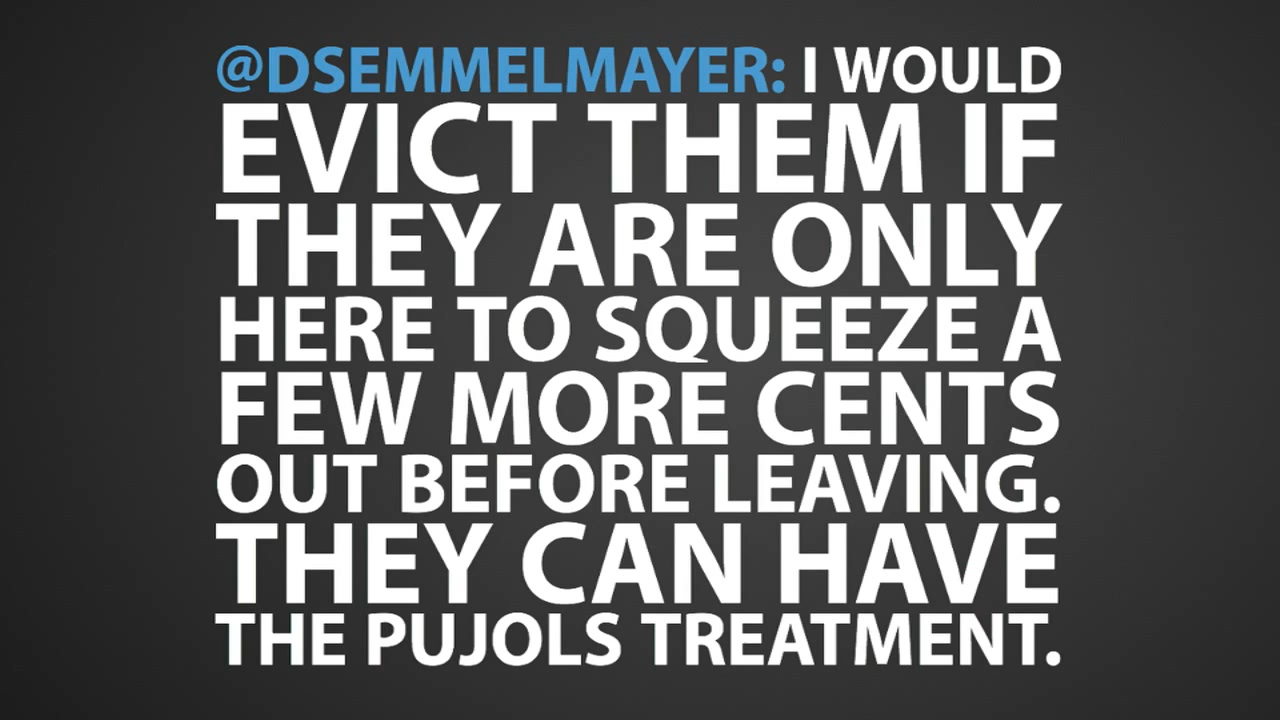 @DSEMMELMAYER: I WOULD
EVICT THEM IF
THEY ARE ONLY
HERE TO SQUEEZE A
FEW MORE CENTS
OUT BEFORE LEAVING.
THEY CAN HAVE
THE PUJOLS TREATMENT.